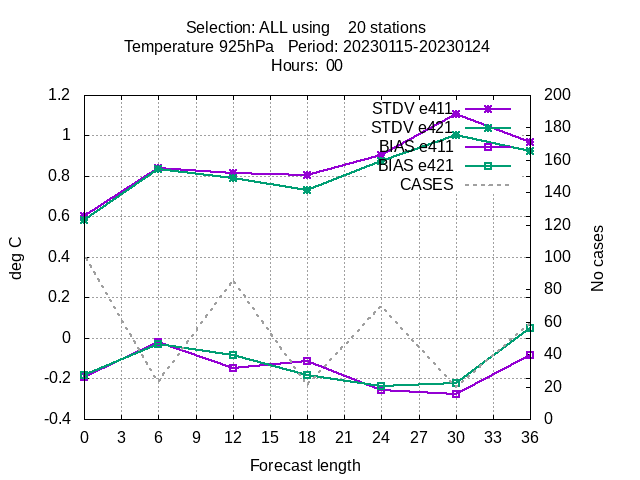 Selection: ALL using    20 stations
Temperature 925hPa   Period: 20230115-20230124
Hours:  00
1.2
1
0.8
0.6
0.4
0.2
0
-0.2
-0.4
deg C
200
180
160
140
120
100
80
60
40
20
0
No cases
STDV e411
STDV e421
BIAS e411
BIAS e421
CASES
0 3 6 9 12 15 18 21 24 27 30 33 36
Forecast length